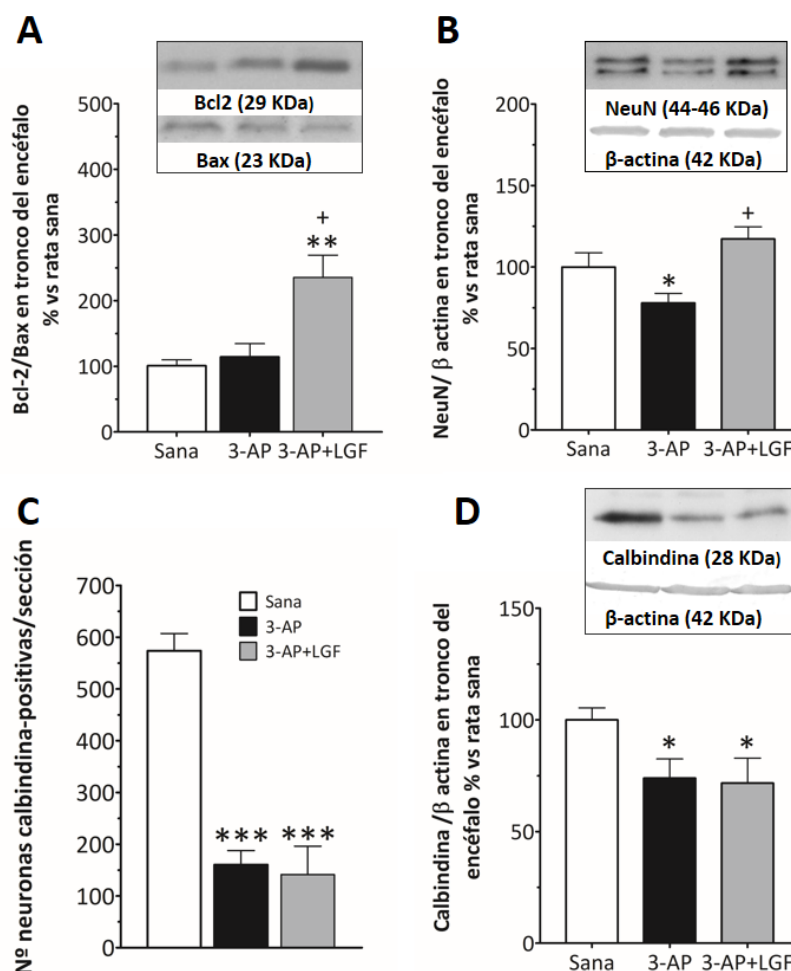 A
Bcl-2/Bax en tronco del encéfalo
% vs rata sana
500
400
300
200
100
0
Bcl2 (29 KDa)
Bax (23 KDa)
+
**
Sana 3-AP 3-AP+LGF
B
NeuN/ β actina en tronco del encéfalo
% vs rata sana
200
150
125
100
75
50
0
NeuN (44-46 KDa)
β-actina (42 KDa)
*
+
Sana 3-AP 3-AP+LGF
C
Nº neuronas calbindina-positivas/sección
700
600
500
400
300
200
100
0
Sana
3-AP
3-AP+LGF
*** ***
D
Calbindina /β actina en tronco del
encéfalo % vs rata sana
150
100
50
0
Calbindina (28 KDa)
β-actina (42 KDa)
* *
Sana 3-AP 3-AP+LGF